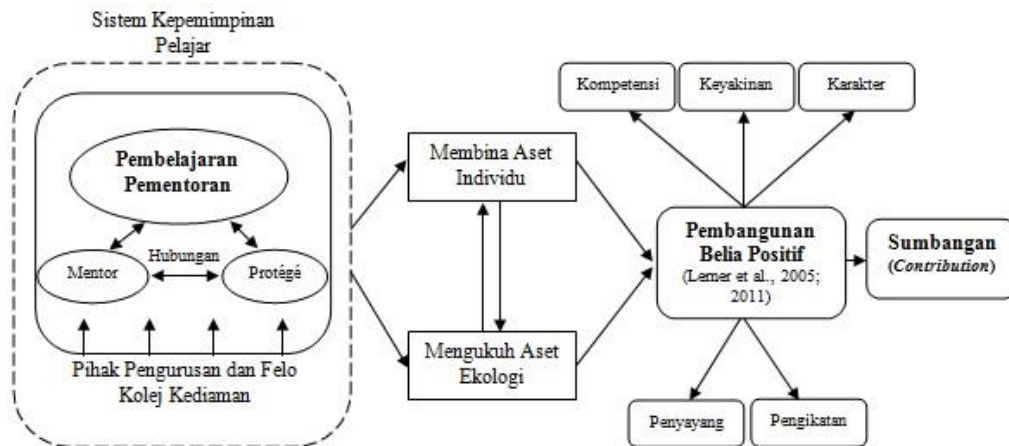 Sistem Kepemimpinan
Pelajar
Pembelajaran
Pementoran
Mentor
Hubungan
Protégé
Pihak Pengurusan dan Felo
Kolej Kediaman
Membina Aset
Individu
Mengukuh Aset
Ekologi
Kompetensi
Keyakinan
Karakter
Pembangunan
Belia Positif
(Lerner et al., 2005;
2011)
Sumbangan
(Contribution)
Penyayang
Pengikatan